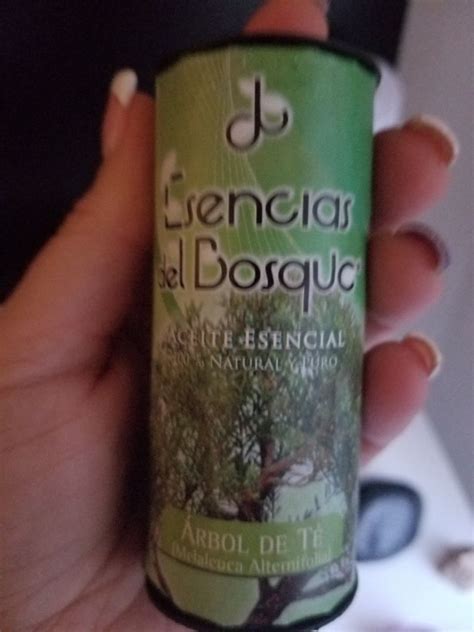 Esencias
del Bosque
ACEITE ESENCIAL
100% NATURAL Y PURO
ÁRBOL DE TÉ
(Melaleuca Alternifolia)